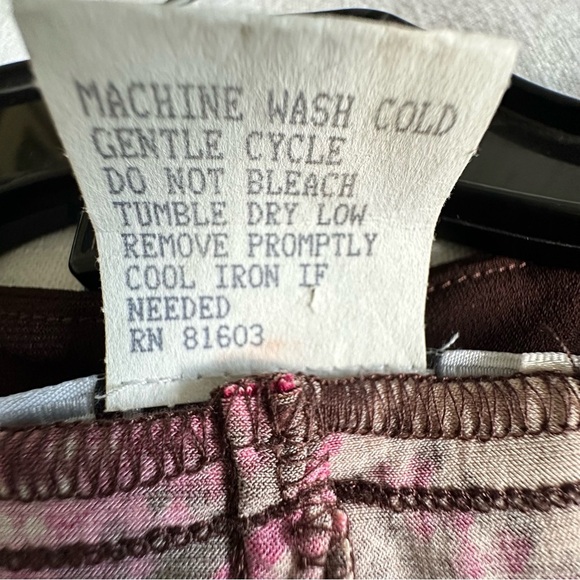 MACHINE WASH COLD
GENTLE CYCLE
DO NOT BLEACH
TUMBLE DRY LOW
REMOVE PROMPTLY
COOL IRON IF
NEEDED
RN 81603